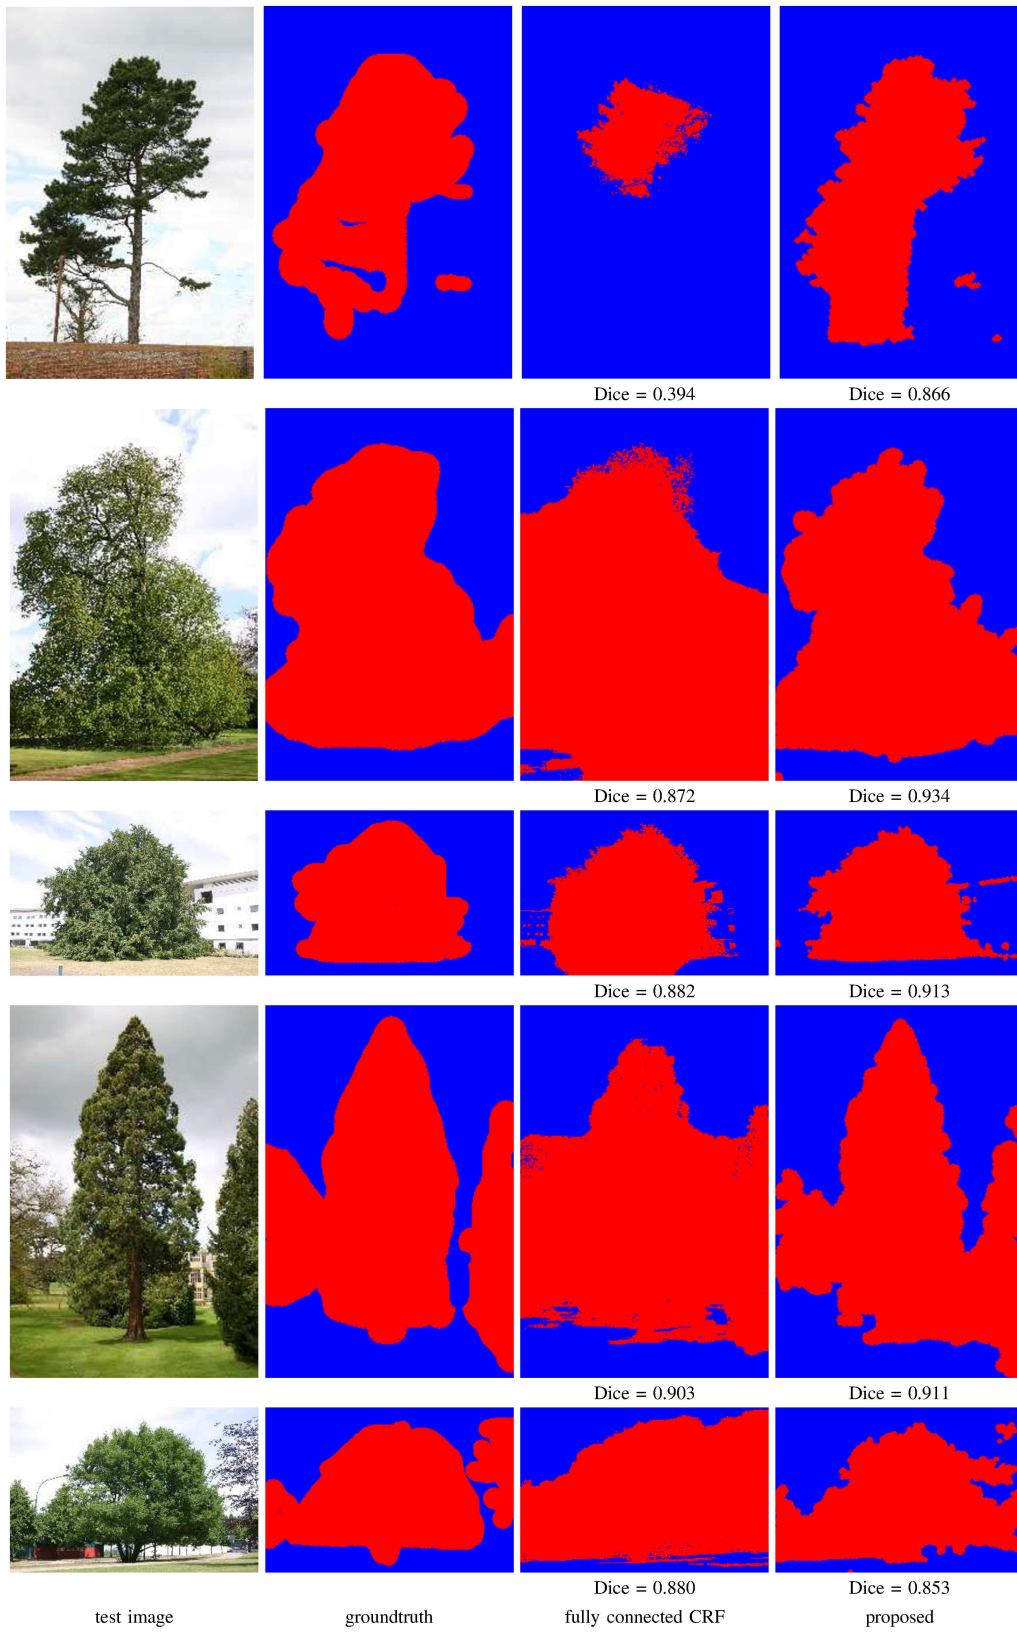 Dice = 0.394
Dice = 0.866
Dice = 0.872
Dice = 0.934
Dice = 0.882
Dice = 0.913
Dice = 0.903
Dice = 0.911
Dice = 0.880
Dice = 0.853
test image
groundtruth
fully connected CRF
proposed